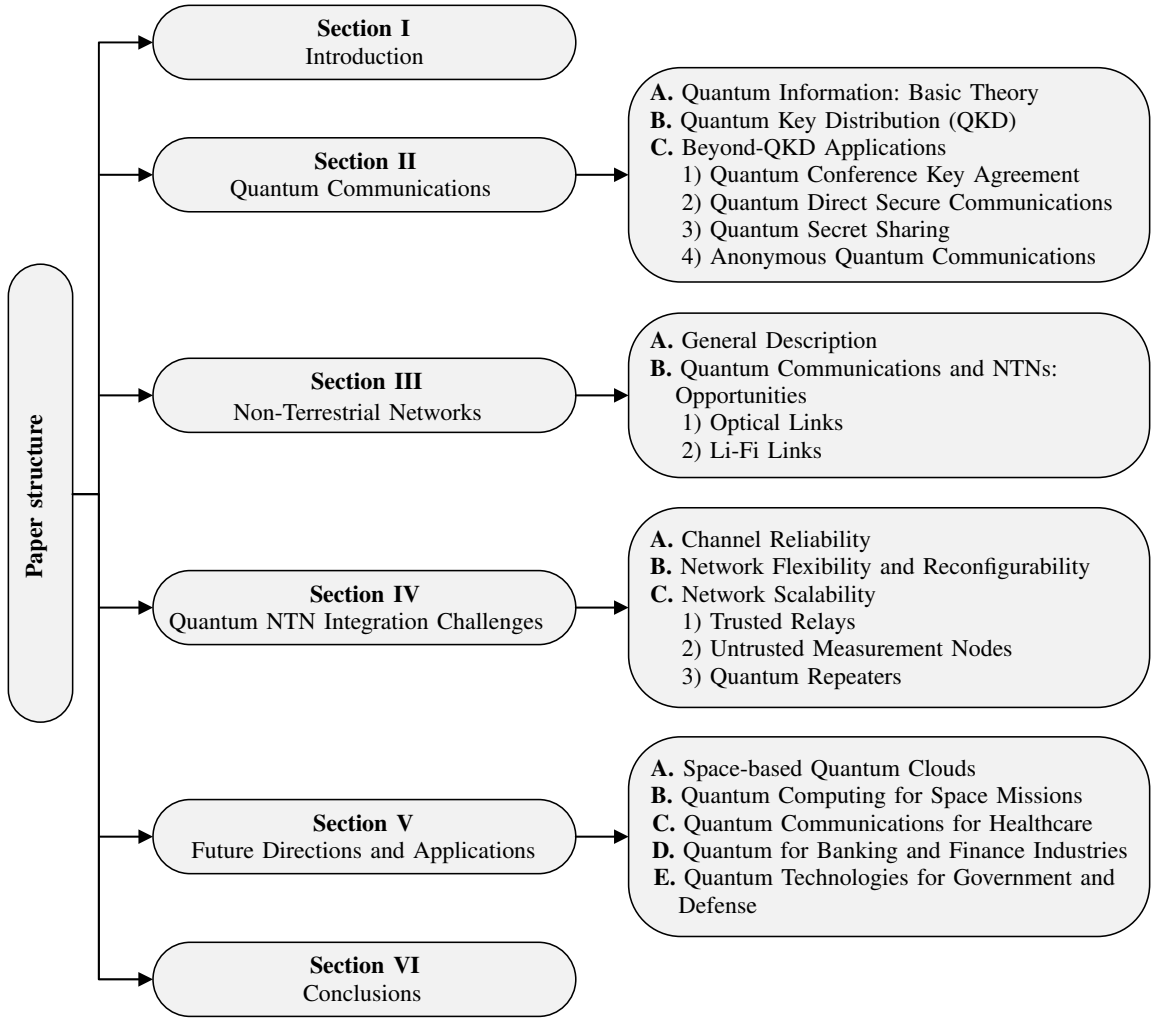 Paper structure
Section I
Introduction
Section II
Quantum Communications
A. Quantum Information: Basic Theory
B. Quantum Key Distribution (QKD)
C. Beyond-QKD Applications
1) Quantum Conference Key Agreement
2) Quantum Direct Secure Communications
3) Quantum Secret Sharing
4) Anonymous Quantum Communications
Section III
Non-Terrestrial Networks
A. General Description
B. Quantum Communications and NTNs:
Opportunities
1) Optical Links
2) Li-Fi Links
Section IV
Quantum NTN Integration Challenges
A. Channel Reliability
B. Network Flexibility and Reconfigurability
C. Network Scalability
1) Trusted Relays
2) Untrusted Measurement Nodes
3) Quantum Repeaters
Section V
Future Directions and Applications
A. Space-based Quantum Clouds
B. Quantum Computing for Space Missions
C. Quantum Communications for Healthcare
D. Quantum for Banking and Finance Industries
E. Quantum Technologies for Government and
Defense
Section VI
Conclusions